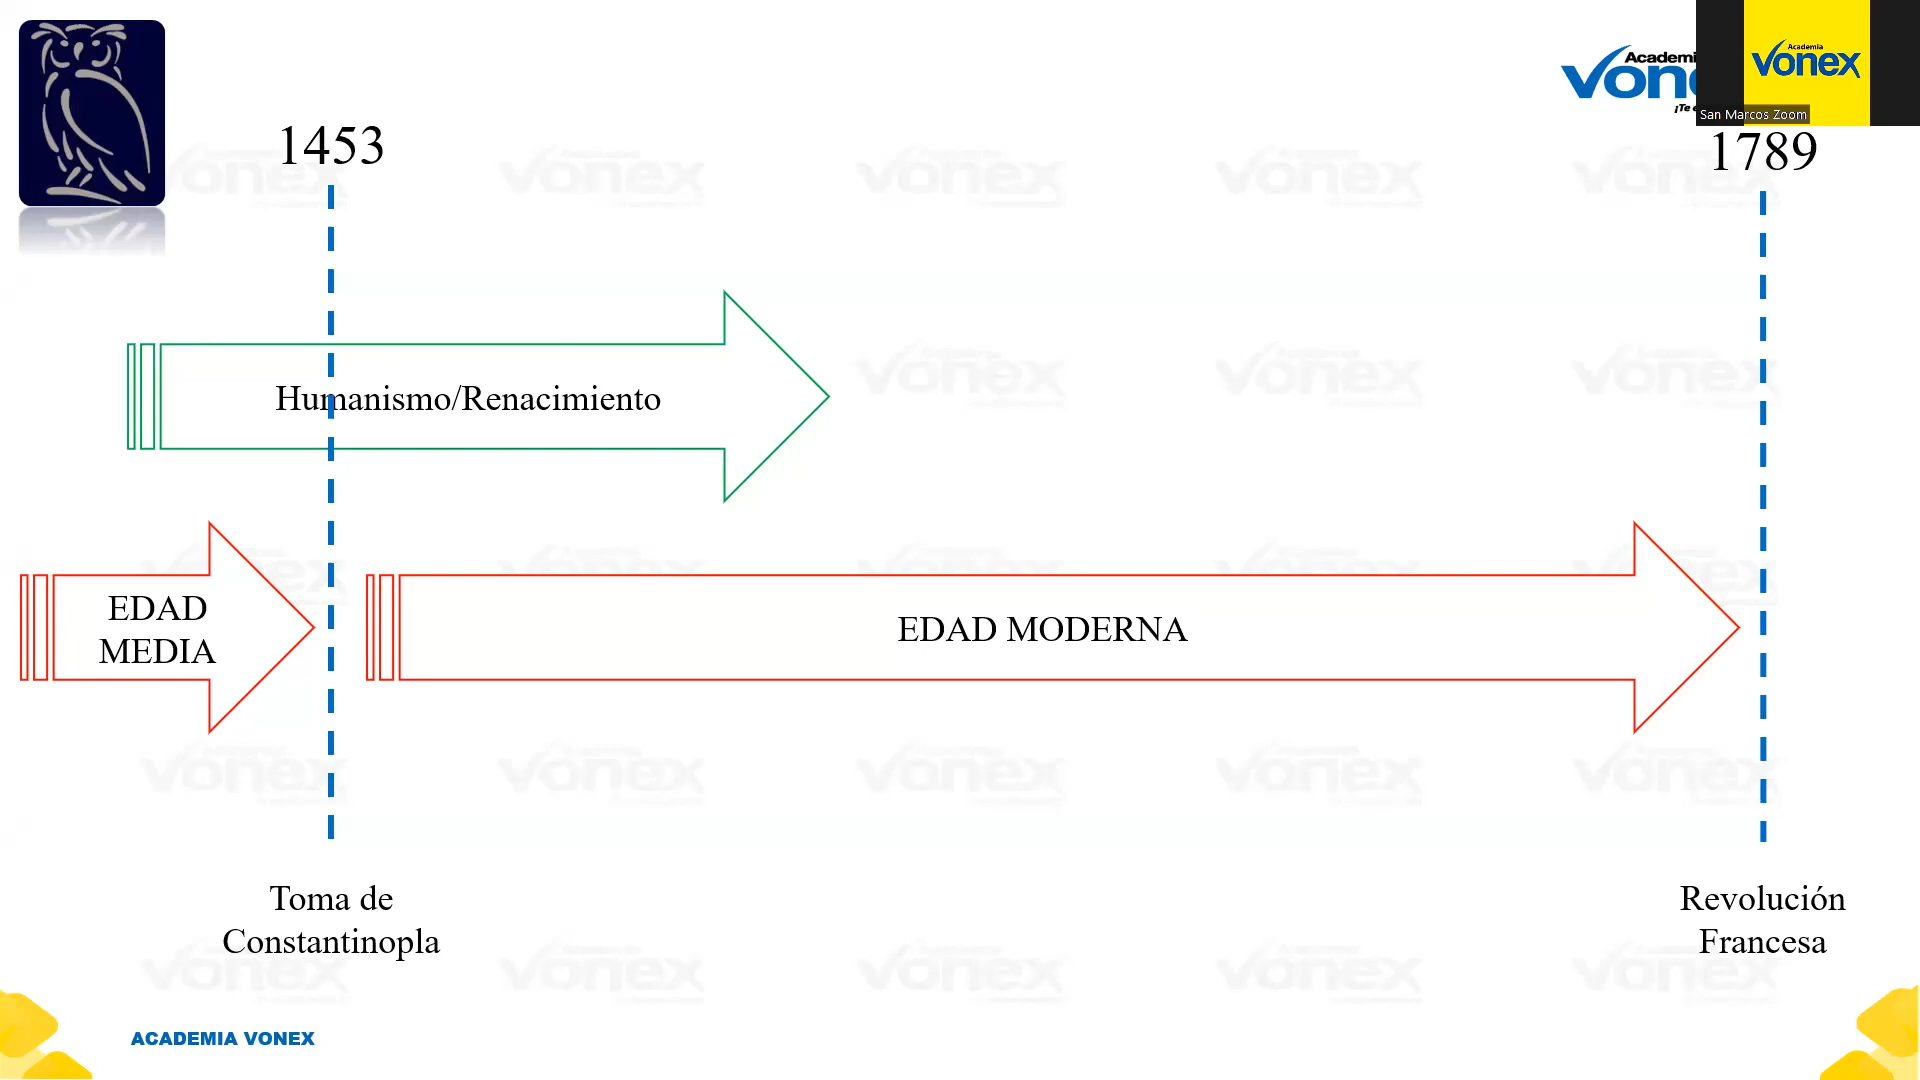 Academia
vonex
San Marcos Zoom
1453
1789
Humanismo/Renacimiento
EDAD
MEDIA
EDAD MODERNA
Toma de
Constantinopla
Revolución
Francesa
ACADEMIA VONEX